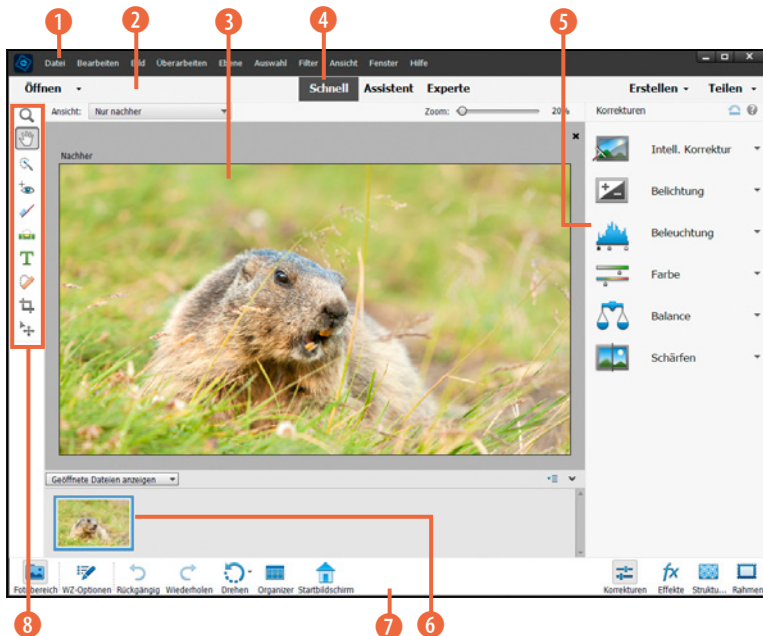 1 2 3 4 5
Datei Bearbeiten Bild Überarbeiten Ebene Auswahl Filter Ansicht Fenster Hilfe
Öffnen Schnell Assistent Experte Erstellen Teilen
Ansicht: Nur nachher Zoom: 20% Korrekturen
Nachher
Intell. Korrektur
Belichtung
Beleuchtung
Farbe
Balance
Schärfen
T
Geöffnete Dateien anzeigen
Fotobereich WZ-Optionen Rückgängig Wiederholen Drehen Organizer Startbildschirm Korrekturen Effekte Struktu... Rahmen
fx
8 7 6